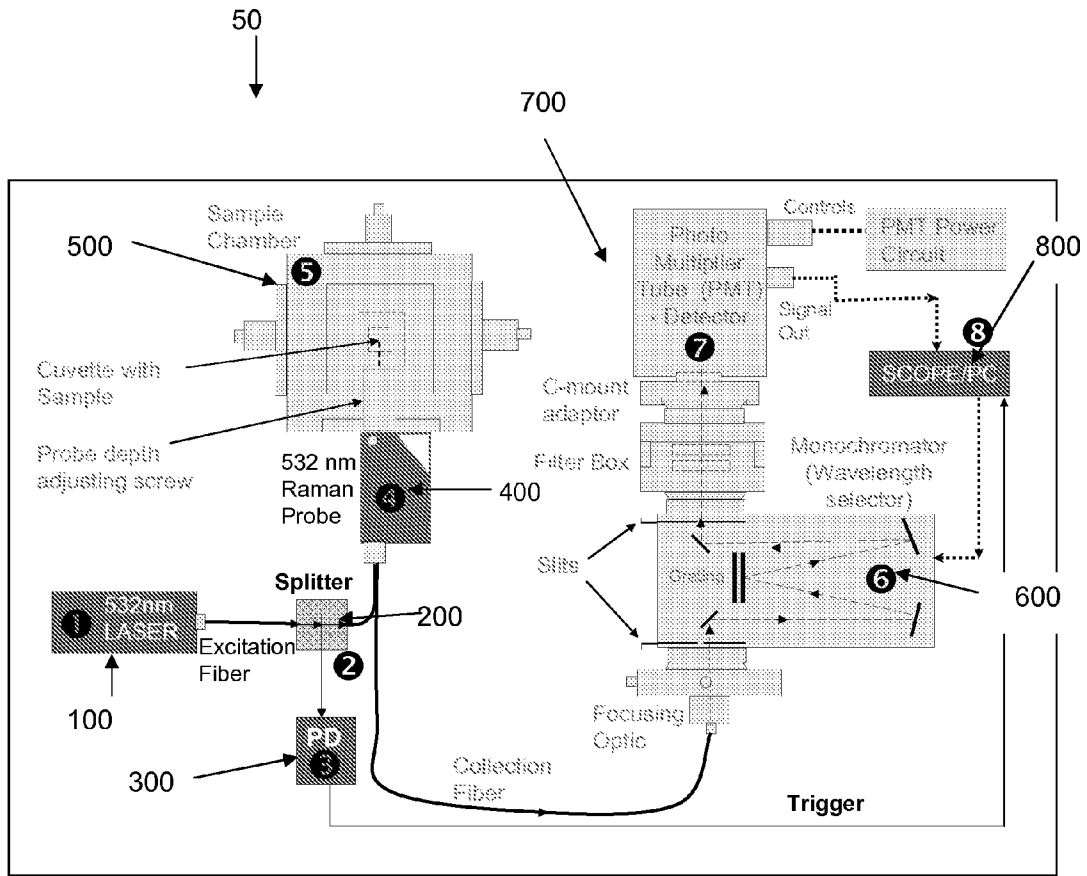 50
700
Sample
Chamber
500
5
Controls
Photo
Multiplier
Tube (PMT)
- Detector
7
PMT Power
Circuit
800
Signal
Out
8
SCOPE/PC
Cuvette with
Sample
Probe depth
adjusting screw
532 nm
Raman
Probe
4
400
C-mount
adaptor
Filter Box
Monochromator
(Wavelength
selector)
Slits
Grating
6
600
1
532nm
LASER
100
Excitation
Fiber
Splitter
200
2
PD
3
300
Collection
Fiber
Focusing
Optic
Trigger